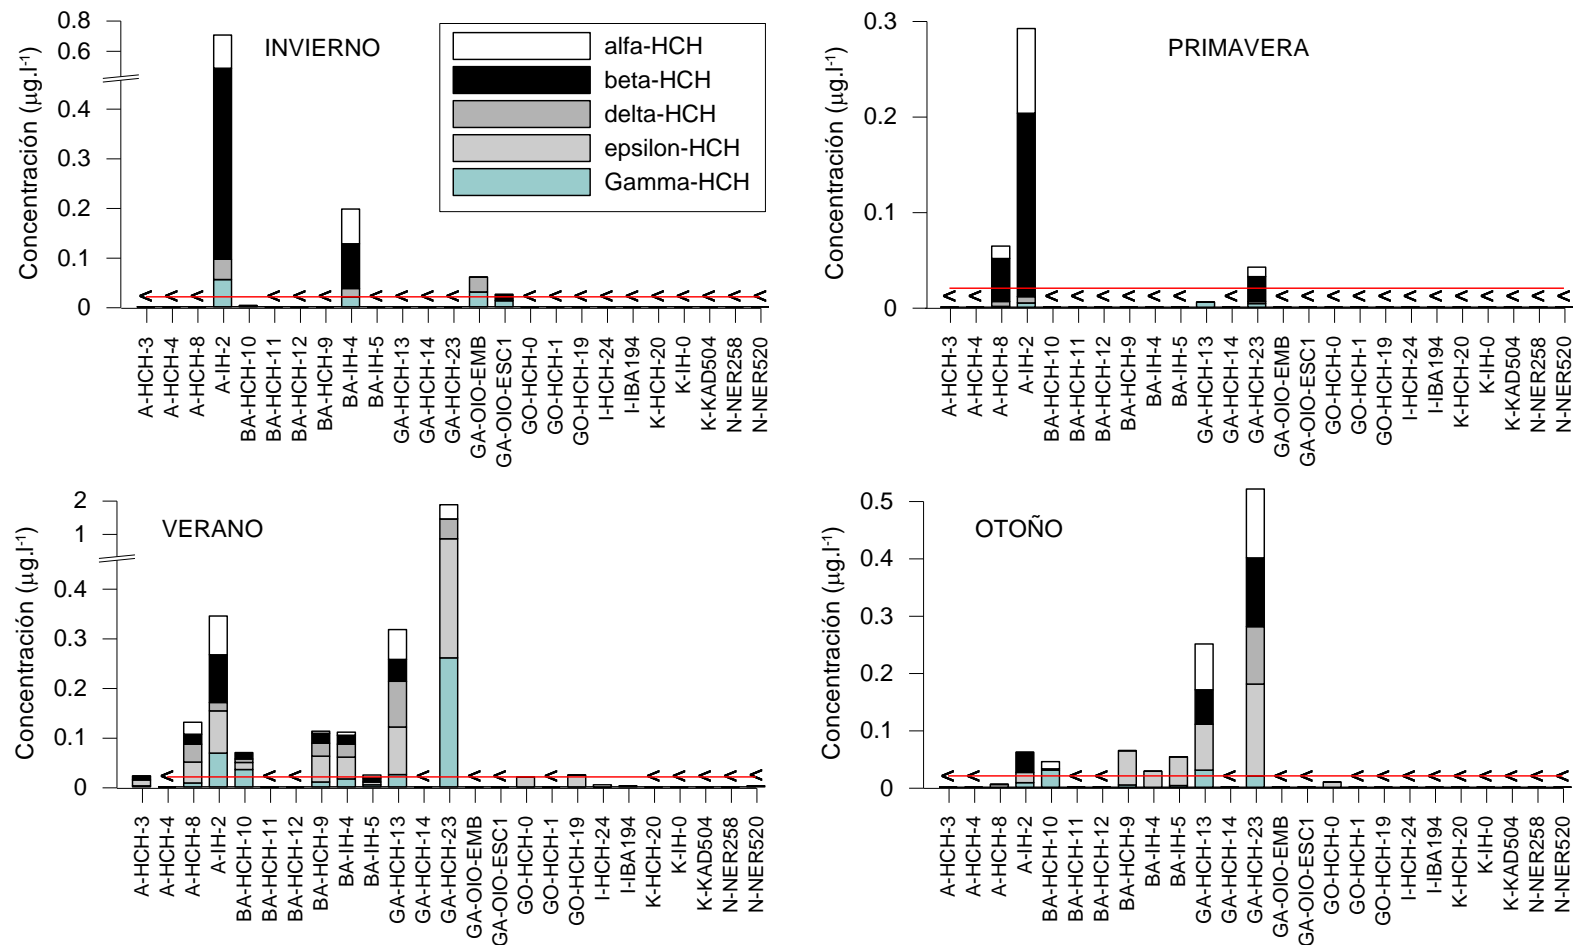 INVIERNO
Concentración (µg.l-1)
0.8
0.6
0.4
0.3
0.2
0.1
0
alfa-HCH
beta-HCH
delta-HCH
epsilon-HCH
Gamma-HCH
A-HCH-3
A-HCH-4
A-HCH-8
A-IH-2
BA-HCH-10
BA-HCH-11
BA-HCH-12
BA-HCH-9
BA-IH-4
BA-IH-5
GA-HCH-13
GA-HCH-14
GA-HCH-23
GA-OIO-EMB
GA-OIO-ESC1
GO-HCH-0
GO-HCH-1
GO-HCH-19
I-HCH-24
I-IBA194
K-HCH-20
K-IH-0
K-KAD504
N-NER258
N-NER520
PRIMAVERA
Concentración (µg.l-1)
0.3
0.2
0.1
0
A-HCH-3
A-HCH-4
A-HCH-8
A-IH-2
BA-HCH-10
BA-HCH-11
BA-HCH-12
BA-HCH-9
BA-IH-4
BA-IH-5
GA-HCH-13
GA-HCH-14
GA-HCH-23
GA-OIO-EMB
GA-OIO-ESC1
GO-HCH-0
GO-HCH-1
GO-HCH-19
I-HCH-24
I-IBA194
K-HCH-20
K-IH-0
K-KAD504
N-NER258
N-NER520
VERANO
Concentración (µg.l-1)
2
1
0.4
0.3
0.2
0.1
0
A-HCH-3
A-HCH-4
A-HCH-8
A-IH-2
BA-HCH-10
BA-HCH-11
BA-HCH-12
BA-HCH-9
BA-IH-4
BA-IH-5
GA-HCH-13
GA-HCH-14
GA-HCH-23
GA-OIO-EMB
GA-OIO-ESC1
GO-HCH-0
GO-HCH-1
GO-HCH-19
I-HCH-24
I-IBA194
K-HCH-20
K-IH-0
K-KAD504
N-NER258
N-NER520
OTOÑO
Concentración (µg.l-1)
0.5
0.4
0.3
0.2
0.1
0
A-HCH-3
A-HCH-4
A-HCH-8
A-IH-2
BA-HCH-10
BA-HCH-11
BA-HCH-12
BA-HCH-9
BA-IH-4
BA-IH-5
GA-HCH-13
GA-HCH-14
GA-HCH-23
GA-OIO-EMB
GA-OIO-ESC1
GO-HCH-0
GO-HCH-1
GO-HCH-19
I-HCH-24
I-IBA194
K-HCH-20
K-IH-0
K-KAD504
N-NER258
N-NER520